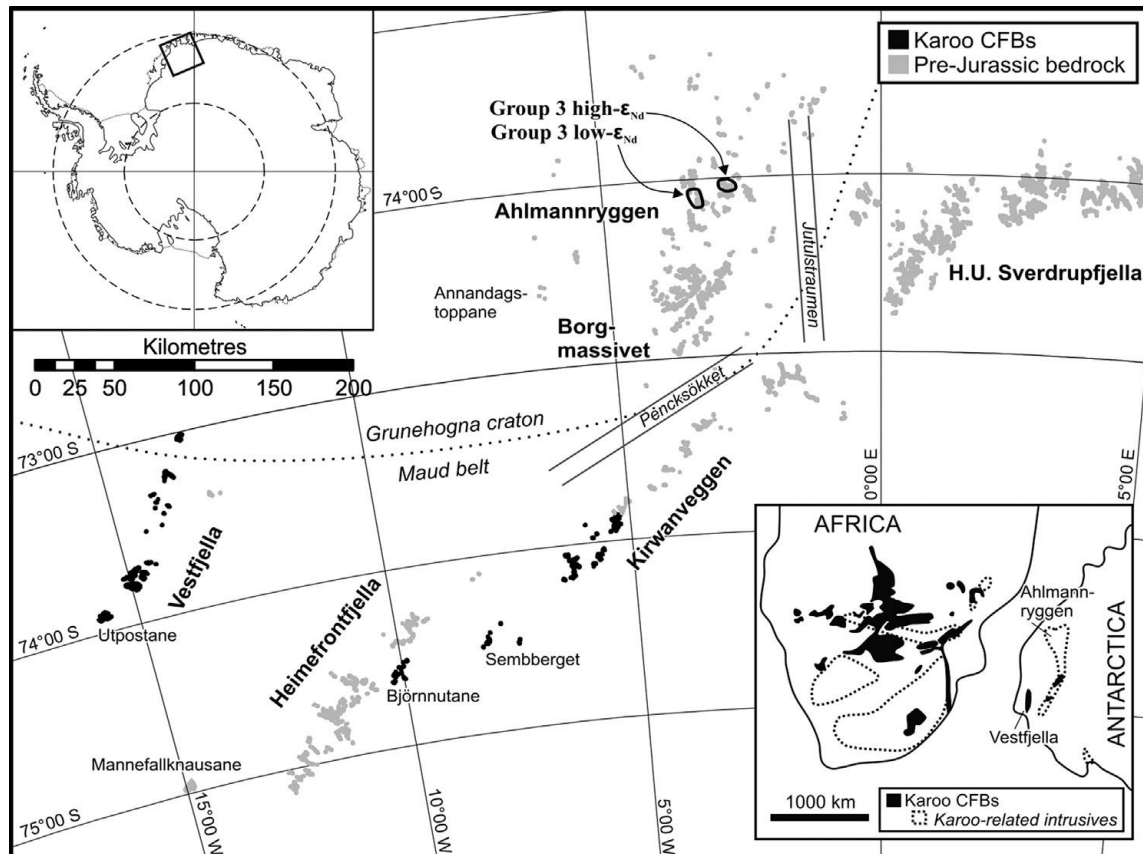 Karoo CFBs
Pre-Jurassic bedrock
Group 3 high-εNd
Group 3 low-εNd
74°00 S
Ahlmannryggen
Jutulstraumen
H.U. Sverdrupfjella
Annandags-
toppane
Borg-
massivet
Kilometres
0 25 50 100 150 200
Pencksökket
Grunehogna craton
Maud belt
73°00 S
0°00 E
5°00 E
Vestfjella
Kirwanveggen
Utpostane
74°00 S
Heimefrontfjella
Sembberget
Björnnutane
Mannefallknausane
75°00 S
15°00 W
10°00 W
5°00 W
AFRICA
Ahlmann-
ryggen
ANTARCTICA
Vestfjella
1000 km
Karoo CFBs
Karoo-related intrusives